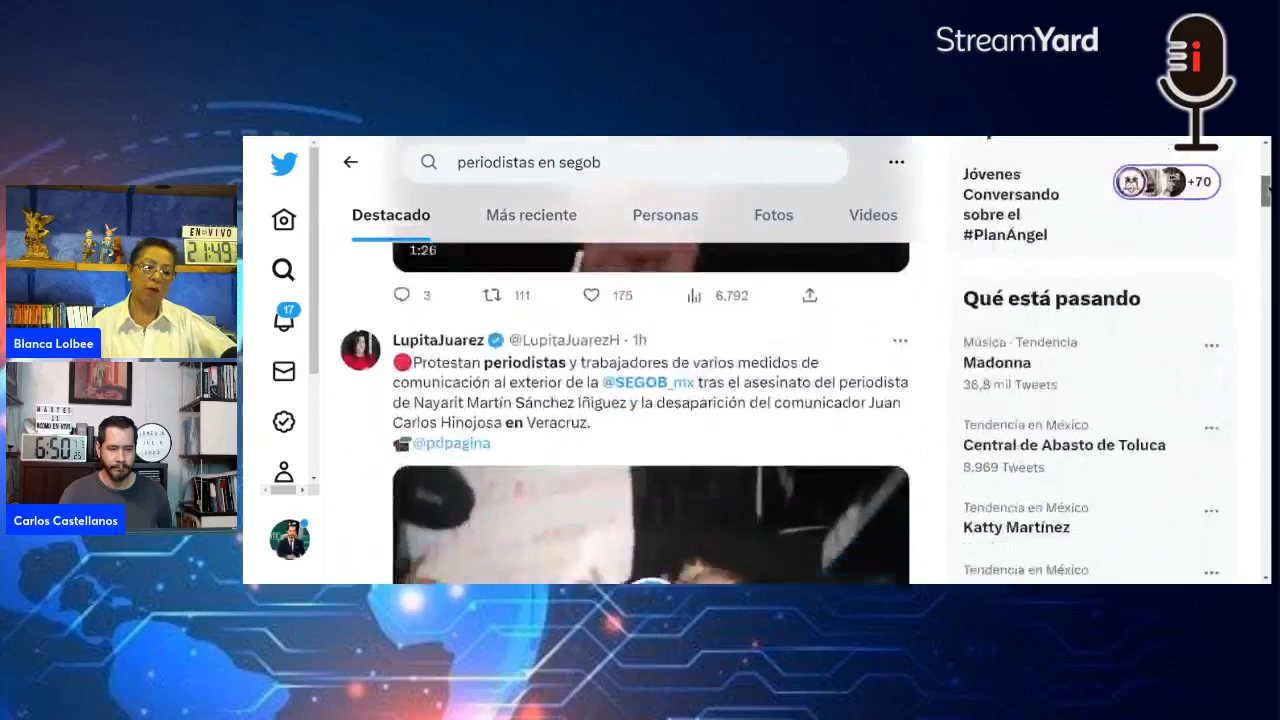 StreamYard
i
periodistas en segob
Destacado
Más reciente
Personas
Fotos
Videos
1:26
3
111
175
6,792
LupitaJuarez @LupitaJuarezH · 1h
Protestan periodistas y trabajadores de varios medidos de
comunicación al exterior de la @SEGOB_mx tras el asesinato del periodista
de Nayarit Martín Sánchez Iñiguez y la desaparición del comunicador Juan
Carlos Hinojosa en Veracruz.
@pdpagina
17
Jóvenes
Conversando
sobre el
#PlanÁngel
+70
Qué está pasando
Música · Tendencia
Madonna
36,8 mil Tweets
Tendencia en México
Central de Abasto de Toluca
8.969 Tweets
Tendencia en México
Katty Martínez
Tendencia en México
EN VIVO
21:49
Blanca Lolbee
MARTES
11
6:50
Carlos Castellanos